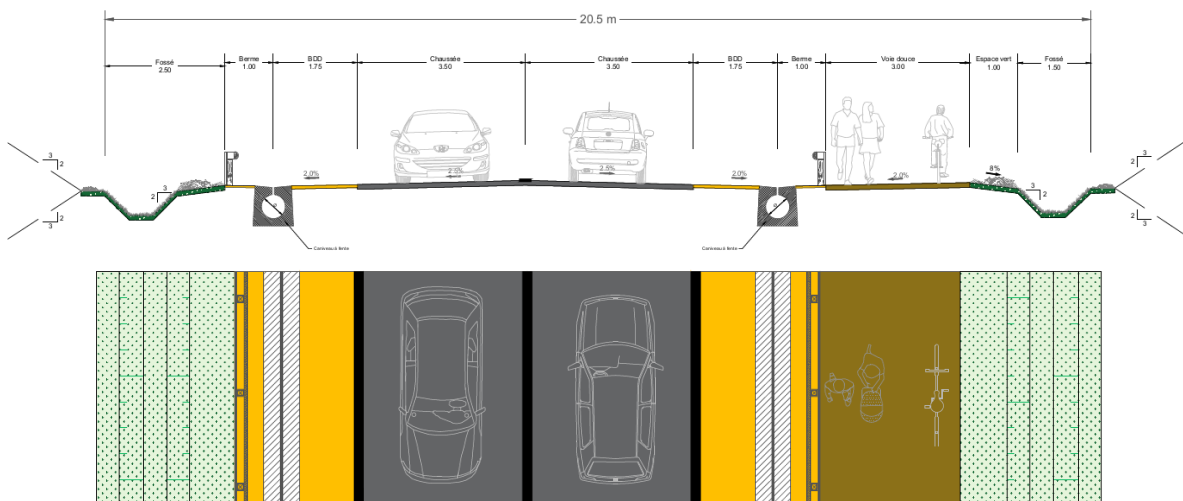 20.5 m
Fossé
2.50
Berme
1.00
BDD
1.75
Chaussée
3.50
Chaussée
3.50
BDD
1.75
Berme
1.00
Voie douce
3.00
Espace vert
1.00
Fossé
1.50
3
2
2
3
2
3
2.0%
2.5%
2.5%
2.0%
2.0%
8%
3
2
3
2
2
3
Caniveau à fente
Caniveau à fente